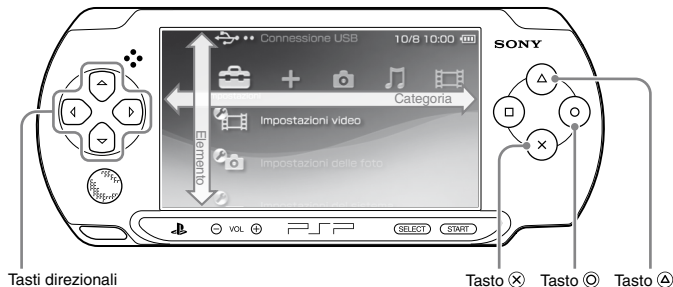 Connessione USB 10/8 10:00
SONY
Categoria
Elemento
Impostazioni video
Impostazioni delle foto
VOL
PSP
SELECT
START
Tasti direzionali
Tasto ⓧ Tasto ◎ Tasto △